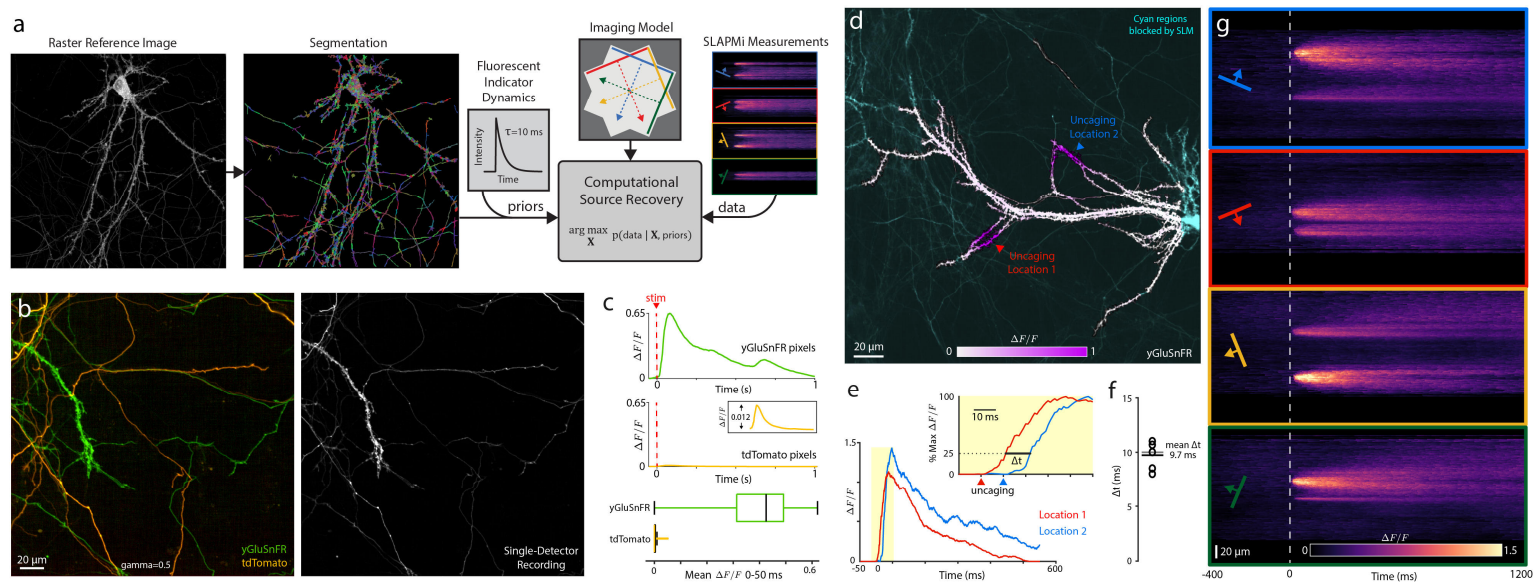 a
Raster Reference Image
Segmentation
Fluorescent
Indicator
Dynamics
Intensity
τ=10 ms
Time
Imaging Model
SLAPMi Measurements
priors
data
Computational
Source Recovery
arg max p(data | X, priors)
X
b
20 μm
gamma=0.5
yGluSnFR
tdTomato
Single-Detector
Recording
c
stim
0.65
ΔF/F
0
yGluSnFR pixels
0
1
Time (s)
0.65
ΔF/F
0
ΔF/F
0.012
tdTomato pixels
0
1
Time (s)
yGluSnFR
tdTomato
0
0.6
Mean ΔF/F 0-50 ms
d
Cyan regions
blocked by SLM
Uncaging
Location 2
Uncaging
Location 1
20 μm
ΔF/F
0
1
yGluSnFR
e
1.5
ΔF/F
0
-50
0
600
Time (ms)
100
% Max ΔF/F
25
0
10 ms
Δt
uncaging
Location 1
Location 2
f
15
10
5
0
Δt (ms)
mean Δt
9.7 ms
g
20 μm
ΔF/F
0
1.5
-400
0
Time (ms)
1200